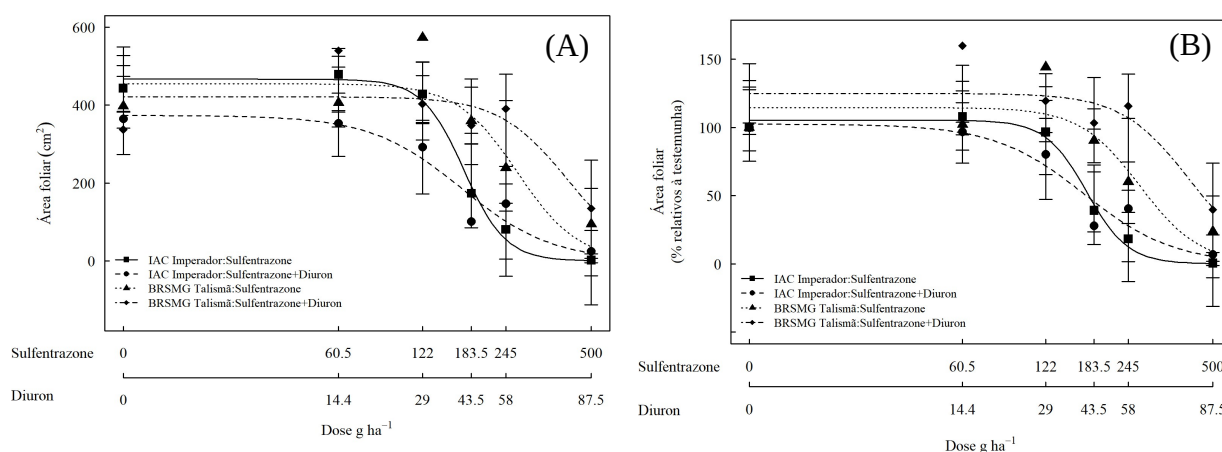 (A)
600
400
200
0
Área foliar (cm²)
IAC Imperador:Sulfentrazone
IAC Imperador:Sulfentrazone+Diuron
BRSMG Talismã:Sulfentrazone
BRSMG Talismã:Sulfentrazone+Diuron
Sulfentrazone 0 60.5 122 183.5 245 500
Diuron 0 14.4 29 43.5 58 87.5
Dose g ha⁻¹
(B)
150
100
50
0
Área foliar
(% relativos à testemunha)
IAC Imperador:Sulfentrazone
IAC Imperador:Sulfentrazone+Diuron
BRSMG Talismã:Sulfentrazone
BRSMG Talismã:Sulfentrazone+Diuron
Sulfentrazone 0 60.5 122 183.5 245 500
Diuron 0 14.4 29 43.5 58 87.5
Dose g ha⁻¹